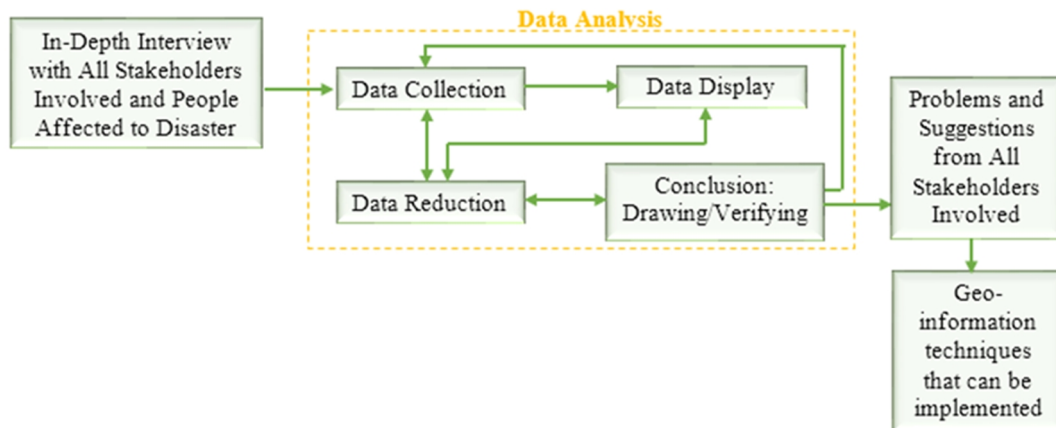 Data Analysis
In-Depth Interview
with All Stakeholders
Involved and People
Affected to Disaster
Data Collection
Data Display
Data Reduction
Conclusion:
Drawing/Verifying
Problems and
Suggestions
from All
Stakeholders
Involved
Geo-
information
techniques
that can be
implemented